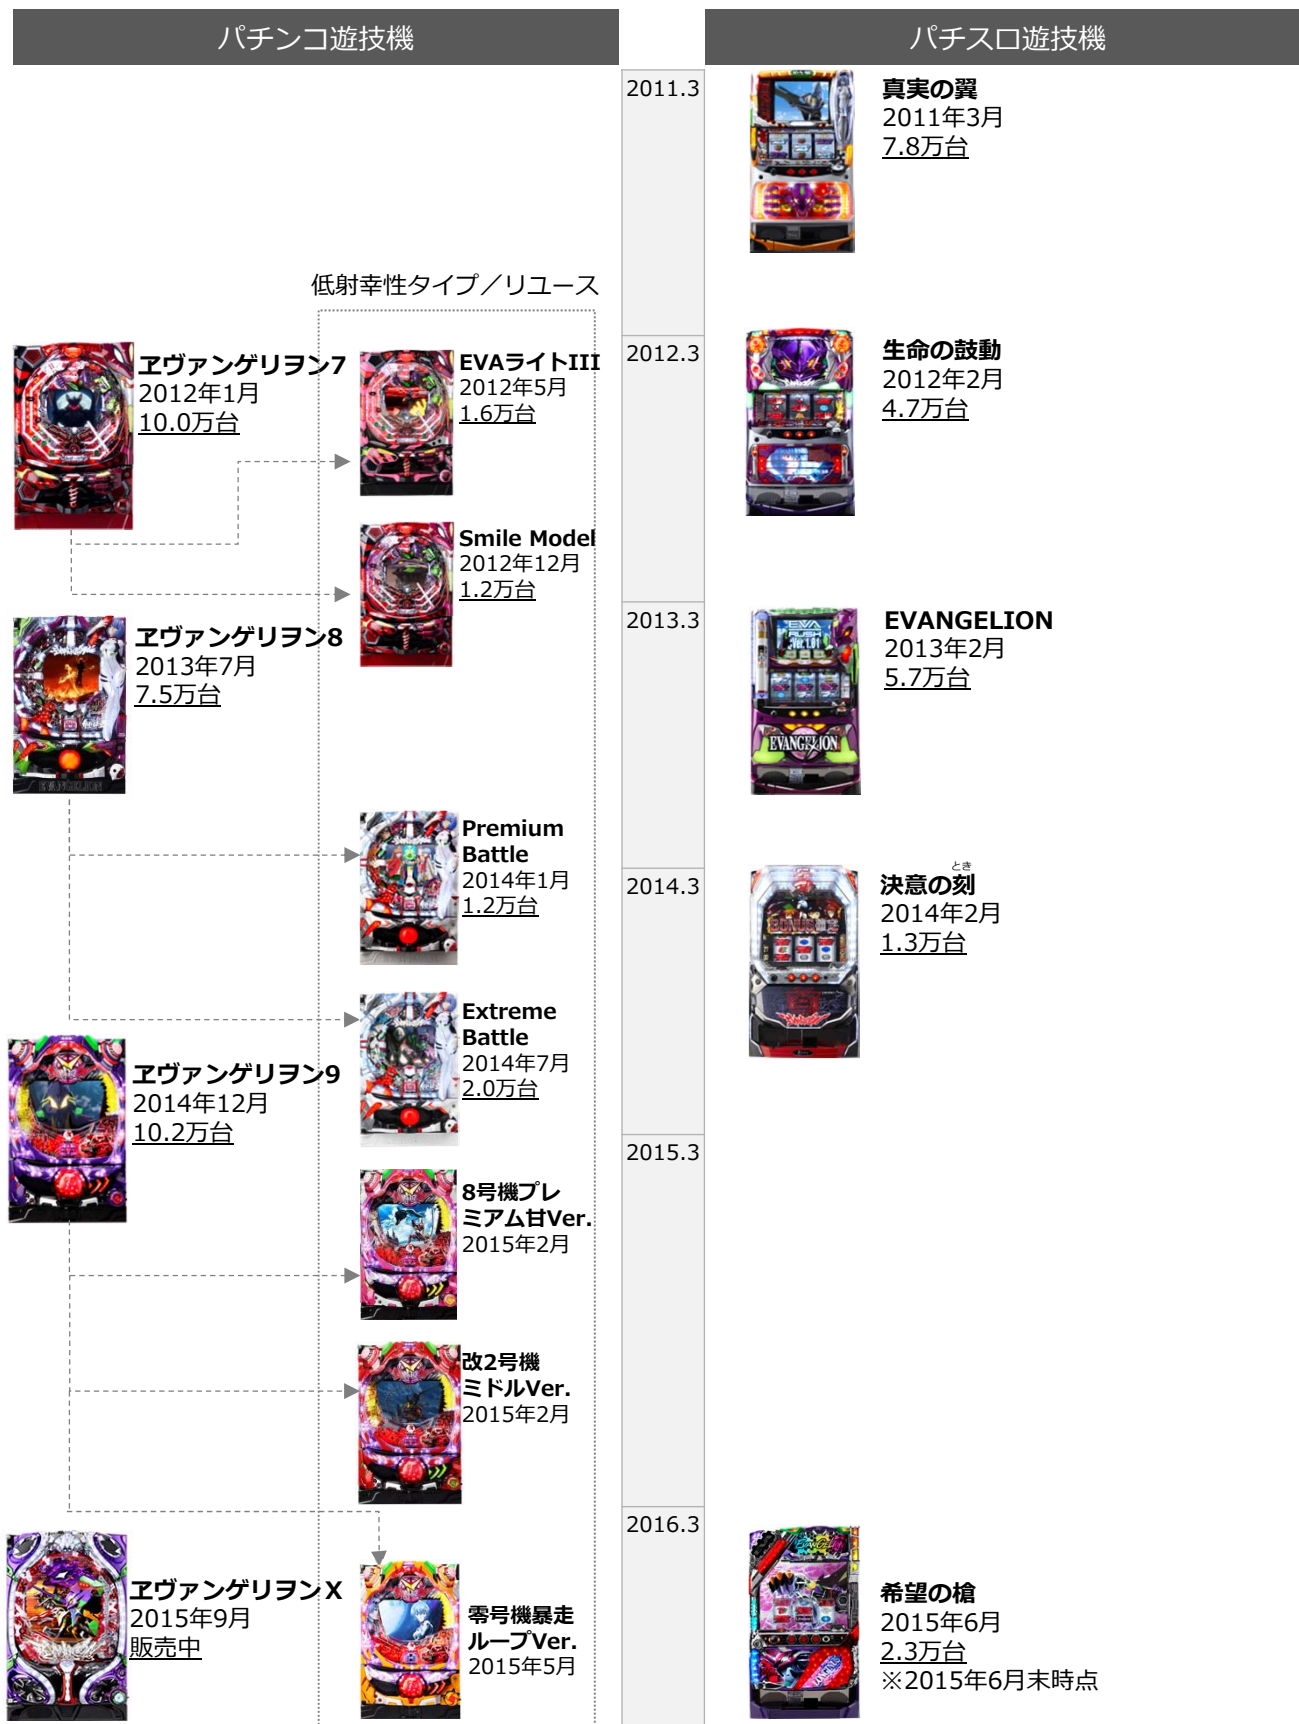 パチンコ遊技機
パチスロ遊技機
2011.3
真実の翼
2011年3月
7.8万台
低射幸性タイプ／リユース
2012.3
ヱヴァンゲリヲン7
2012年1月
10.0万台
EVAライトIII
2012年5月
1.6万台
生命の鼓動
2012年2月
4.7万台
Smile Model
2012年12月
1.2万台
2013.3
ヱヴァンゲリヲン8
2013年7月
7.5万台
EVANGELION
2013年2月
5.7万台
EVA
RUSH
Ver.1.01
EVANGELION
EVANGELION
Premium
Battle
2014年1月
1.2万台
2014.3
とき
決意の刻
2014年2月
1.3万台
Extreme
Battle
2014年7月
2.0万台
ヱヴァンゲリヲン9
2014年12月
10.2万台
2015.3
8号機プレ
ミアム甘Ver.
2015年2月
改2号機
ミドルVer.
2015年2月
2016.3
ヱヴァンゲリヲンX
2015年9月
販売中
零号機暴走
ループVer.
2015年5月
希望の槍
2015年6月
2.3万台
※2015年6月末時点